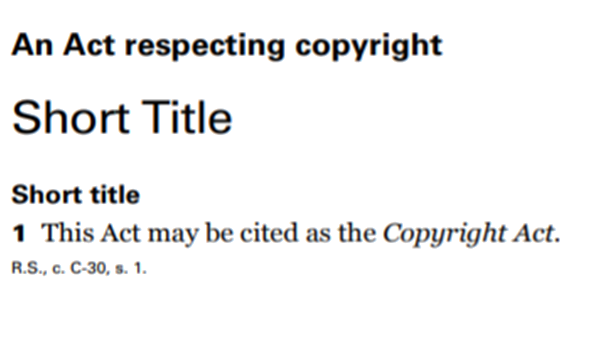 An Act respecting copyright
Short Title
Short title
1 This Act may be cited as the Copyright Act.
R.S., c. C-30, s. 1.